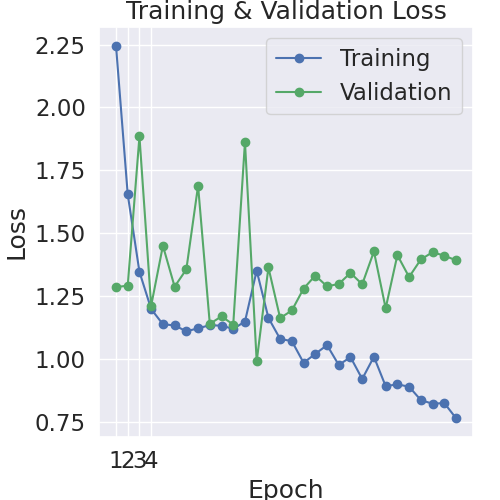 Training & Validation Loss
Training
Validation
2.25
2.00
1.75
1.50
1.25
1.00
0.75
Loss
1234
Epoch